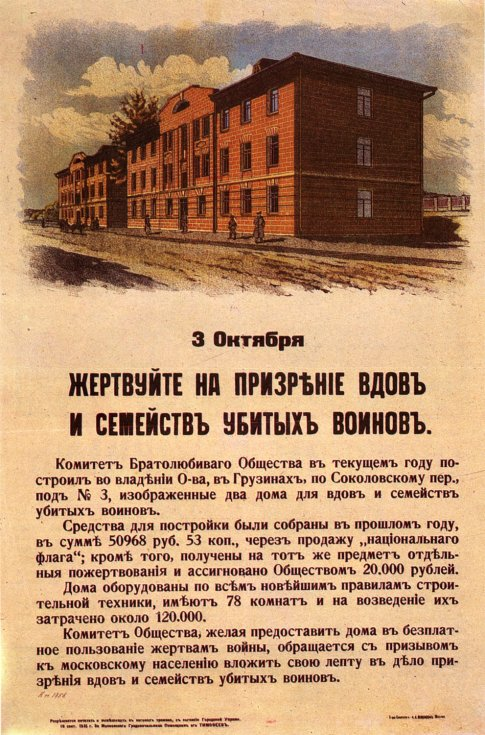 3 Октября
ЖЕРТВУЙТЕ НА ПРИЗРѢНІЕ ВДОВЪ
И СЕМЕЙСТВЪ УБИТЫХЪ ВОИНОВЪ.
Комитетъ Братолюбиваго Общества въ текущемъ году по-
строилъ во владѣніи О-ва, въ Грузинахъ, по Соколовскому пер.,
подъ № 3, изображенные два дома для вдовъ и семействъ
убитыхъ воиновъ.
Средства для постройки были собраны въ прошломъ году,
въ суммѣ 50968 руб. 53 коп., черезъ продажу „національнаго
флага“; кромѣ того, получены на тотъ же предметъ отдѣль-
ныя пожертвованія и ассигновано Обществомъ 20.000 рублей.
Дома оборудованы по всѣмъ новѣйшимъ правиламъ строи-
тельной техники, имѣютъ 78 комнатъ и на возведеніе ихъ
затрачено около 120.000.
Комитетъ Общества, желая предоставить дома въ безплат-
ное пользованіе жертвамъ войны, обращается съ призывомъ
къ московскому населенію вложить свою лепту въ дѣло при-
зрѣнія вдовъ и семействъ убитыхъ воиновъ.